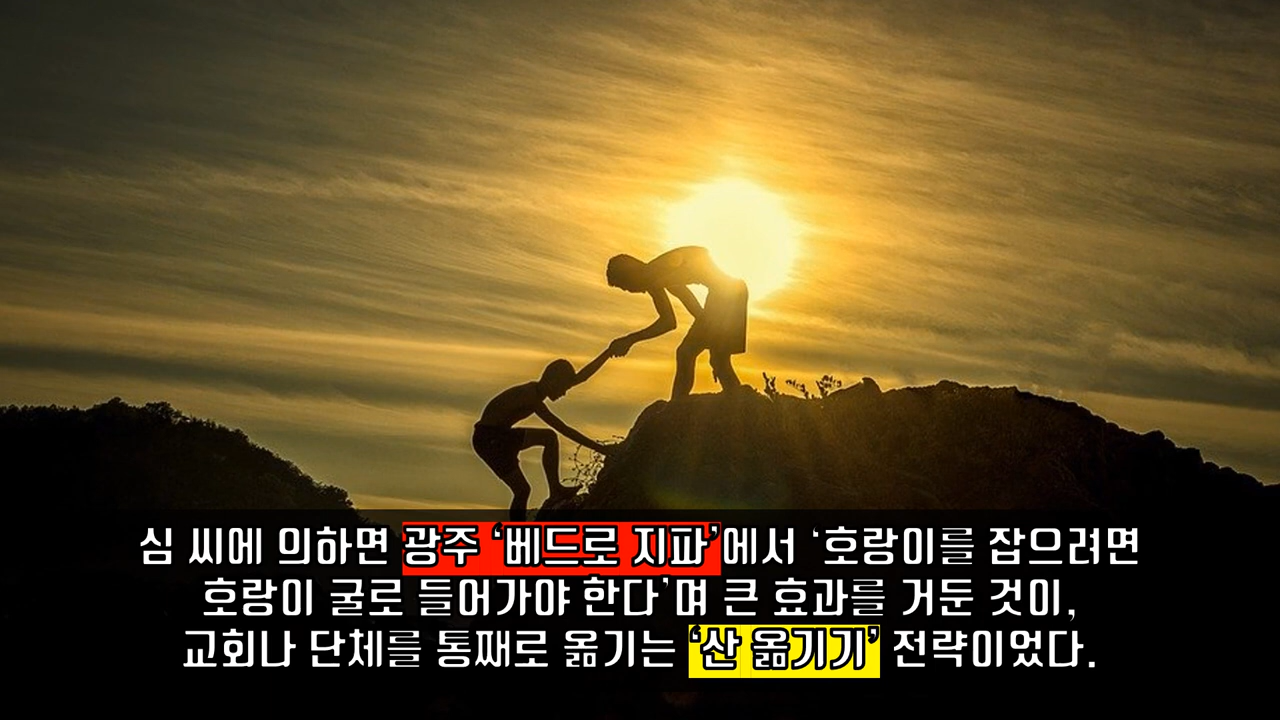 심 씨에 의하면 광주 ‘베드로 지파’에서 ‘호랑이를 잡으려면
호랑이 굴로 들어가야 한다’며 큰 효과를 거둔 것이,
교회나 단체를 통째로 옮기는 ‘산 옮기기’ 전략이었다.